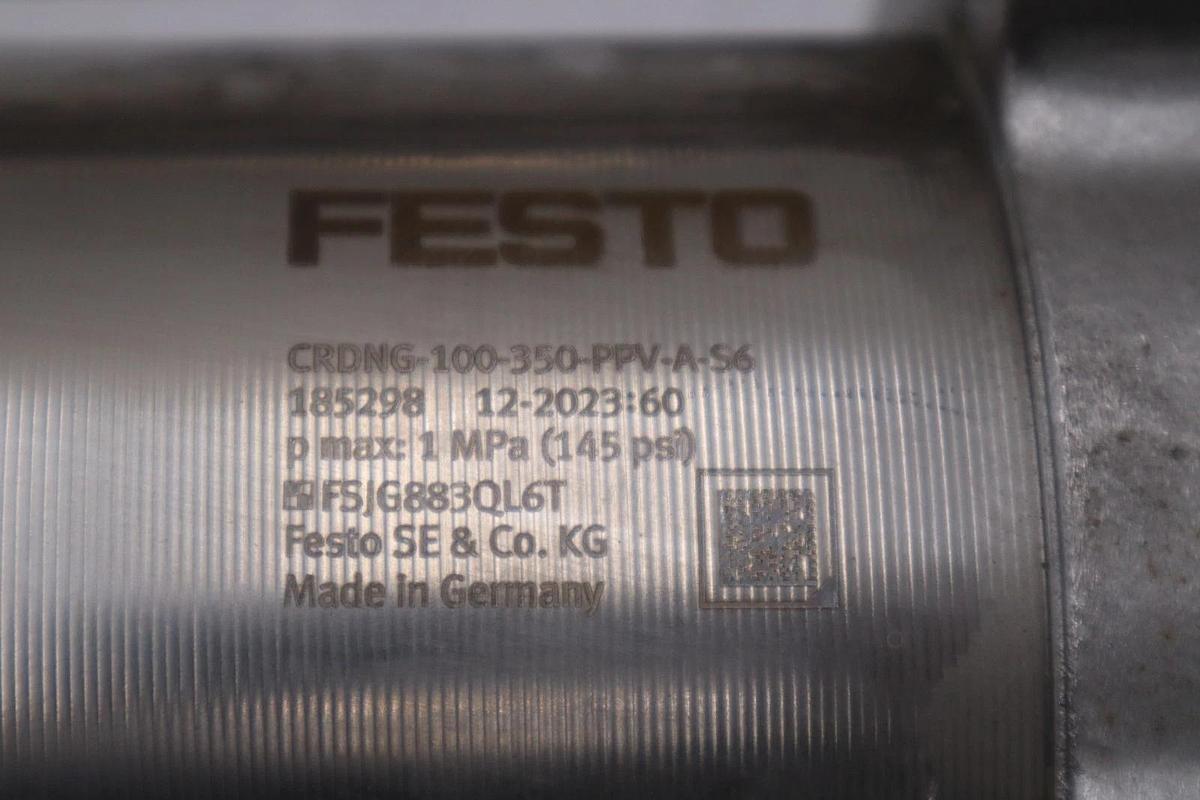 FESTO
CRDNG-100-350-PPV-A-S6
185298 12-2023:60
p max: 1 MPa (145 psi)
FSJG883QL6T
Festo SE & Co. KG
Made in Germany